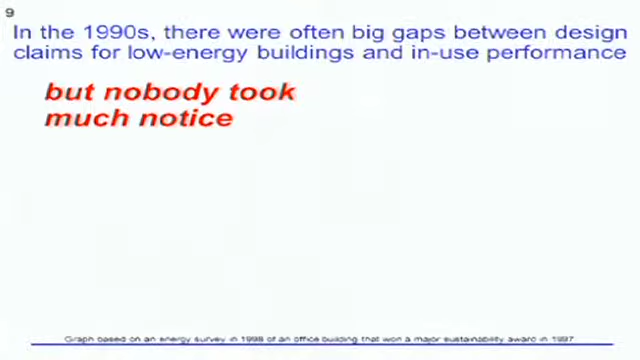 9
In the 1990s, there were often big gaps between design
claims for low-energy buildings and in-use performance
but nobody took
much notice
Graph based on an energy survey in 1998 of an office building that won a major sustainability award in 1997